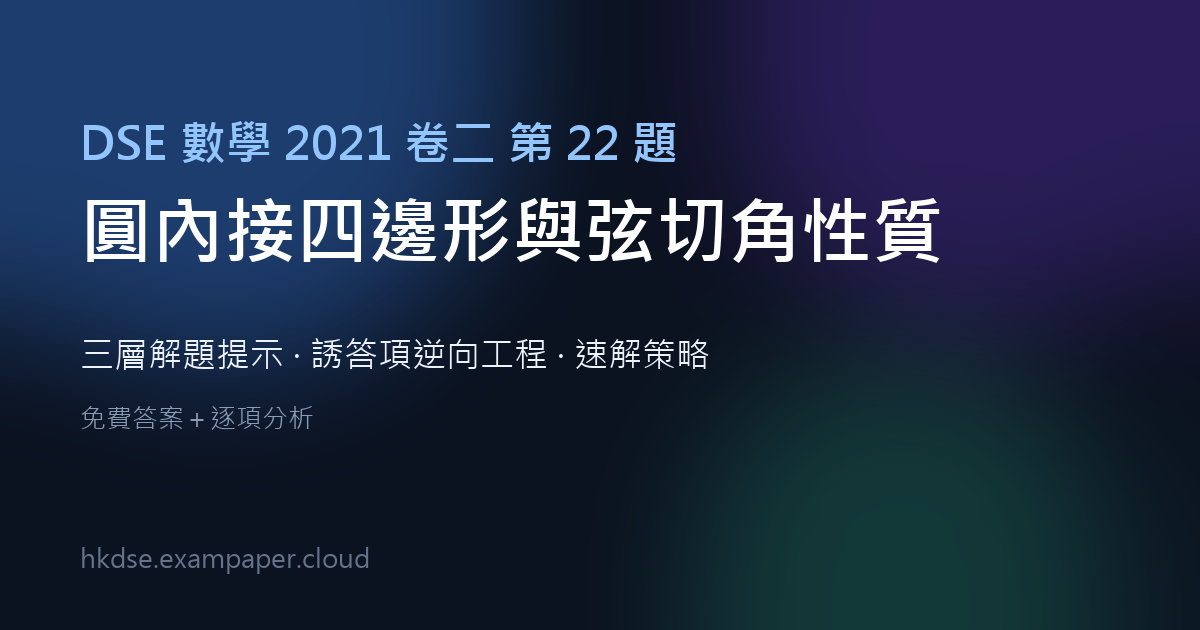 DSE 數學 2021 卷二 第 22 題
圓內接四邊形與弦切角性質
三層解題提示 · 誘答項逆向工程 · 速解策略
免費答案 + 逐項分析
hkdse.exampaper.cloud